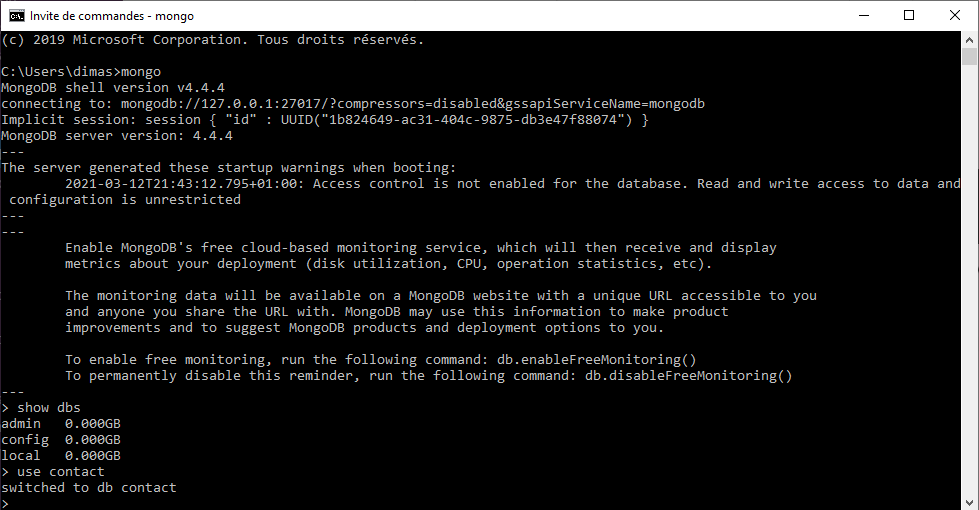 Invite de commandes - mongo
(c) 2019 Microsoft Corporation. Tous droits réservés.
C:\Users\dimas>mongo
MongoDB shell version v4.4.4
connecting to: mongodb://127.0.0.1:27017/?compressors=disabled&gssapiServiceName=mongodb
Implicit session: session { "id" : UUID("1b824649-ac31-404c-9875-db3e47f88074") }
MongoDB server version: 4.4.4
---
The server generated these startup warnings when booting:
        2021-03-12T21:43:12.795+01:00: Access control is not enabled for the database. Read and write access to data and
 configuration is unrestricted
---
---
        Enable MongoDB's free cloud-based monitoring service, which will then receive and display
        metrics about your deployment (disk utilization, CPU, operation statistics, etc).
        The monitoring data will be available on a MongoDB website with a unique URL accessible to you
        and anyone you share the URL with. MongoDB may use this information to make product
        improvements and to suggest MongoDB products and deployment options to you.
        To enable free monitoring, run the following command: db.enableFreeMonitoring()
        To permanently disable this reminder, run the following command: db.disableFreeMonitoring()
---
> show dbs
admin   0.000GB
config  0.000GB
local   0.000GB
> use contact
switched to db contact
>